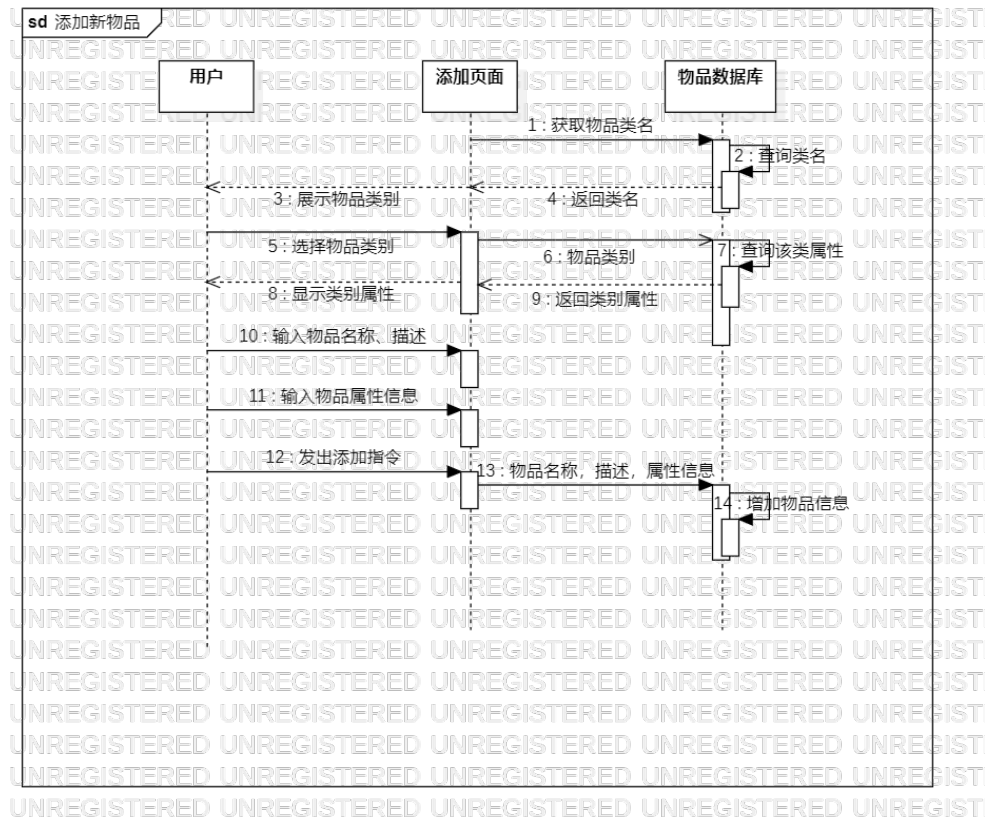 sd 添加新物品
用户
添加页面
物品数据库
1 : 获取物品类名
2 : 查询类名
3 : 展示物品类别
4 : 返回类名
5 : 选择物品类别
6 : 物品类别
7 : 查询该类属性
8 : 显示类别属性
9 : 返回类别属性
10 : 输入物品名称、描述
11 : 输入物品属性信息
12 : 发出添加指令
13 : 物品名称，描述，属性信息
14 : 增加物品信息
UNREGISTERED UNREGISTERED UNREGISTERED UNREGISTERED UNREGIST